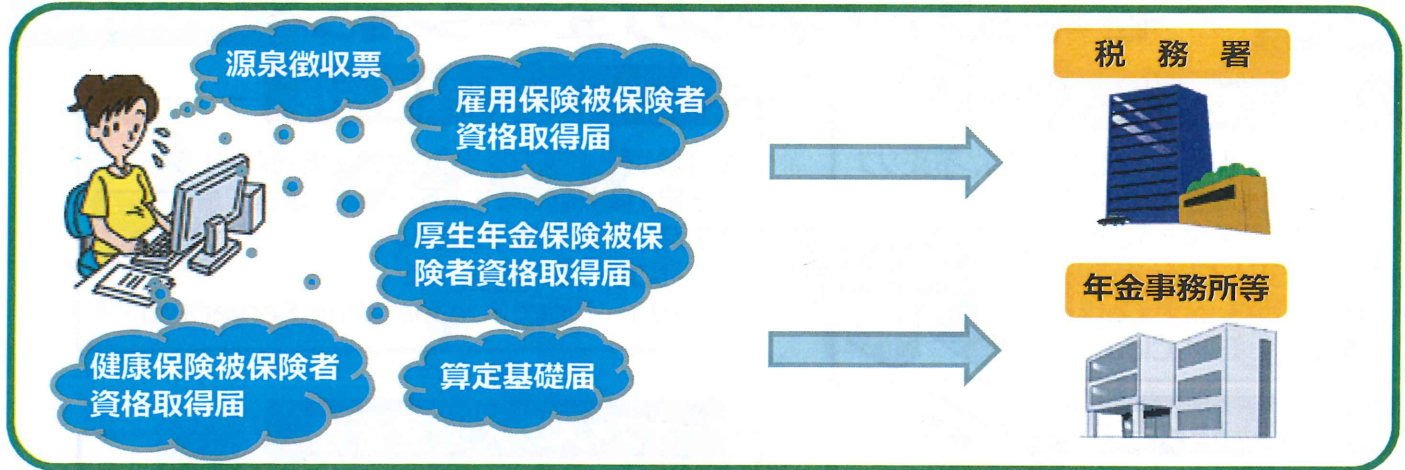 源泉徴収票
雇用保険被保険者
資格取得届
厚生年金保険被保
険者資格取得届
健康保険被保険者
資格取得届
算定基礎届
税務署
年金事務所等